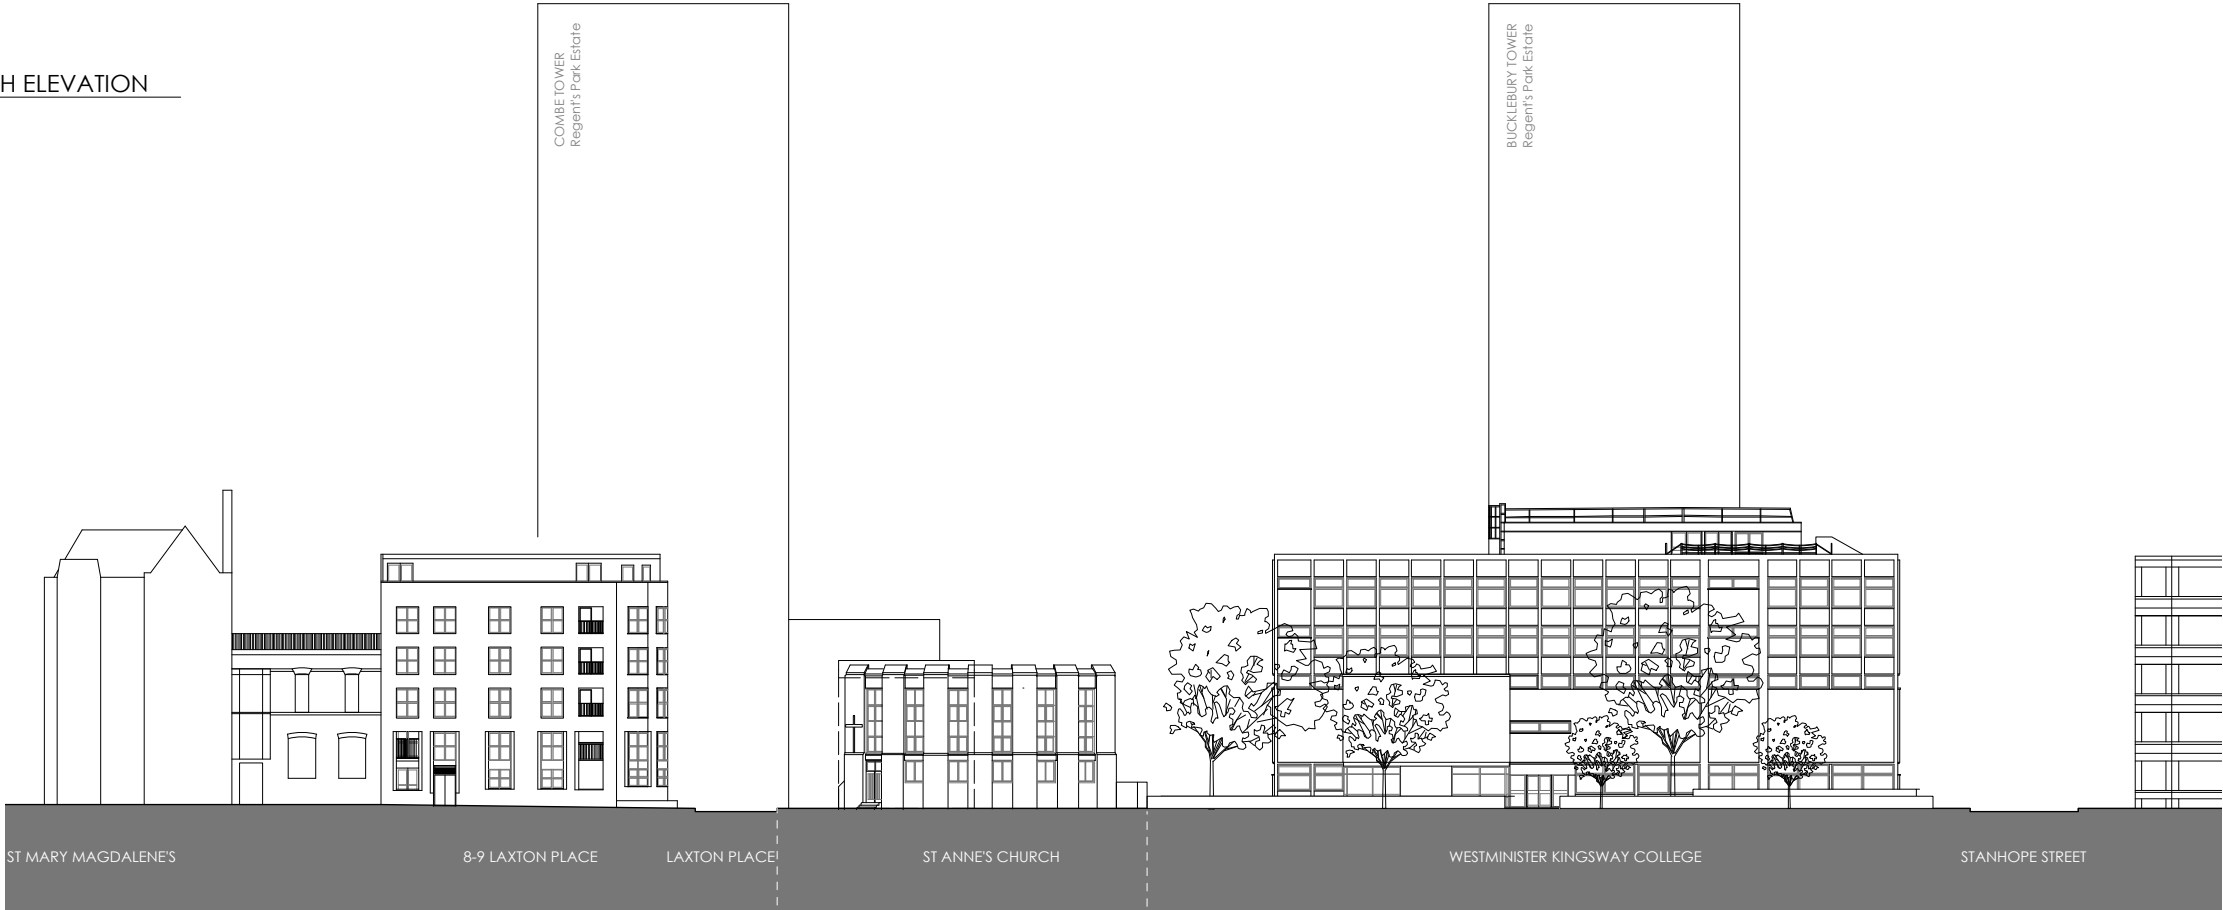 H ELEVATION
COMBE TOWER
Regent's Park Estate
BUCKLEBURY TOWER
Regent's Park Estate
ST MARY MAGDALENE'S
8-9 LAXTON PLACE
LAXTON PLACE
ST ANNE'S CHURCH
WESTMINISTER KINGSWAY COLLEGE
STANHOPE STREET